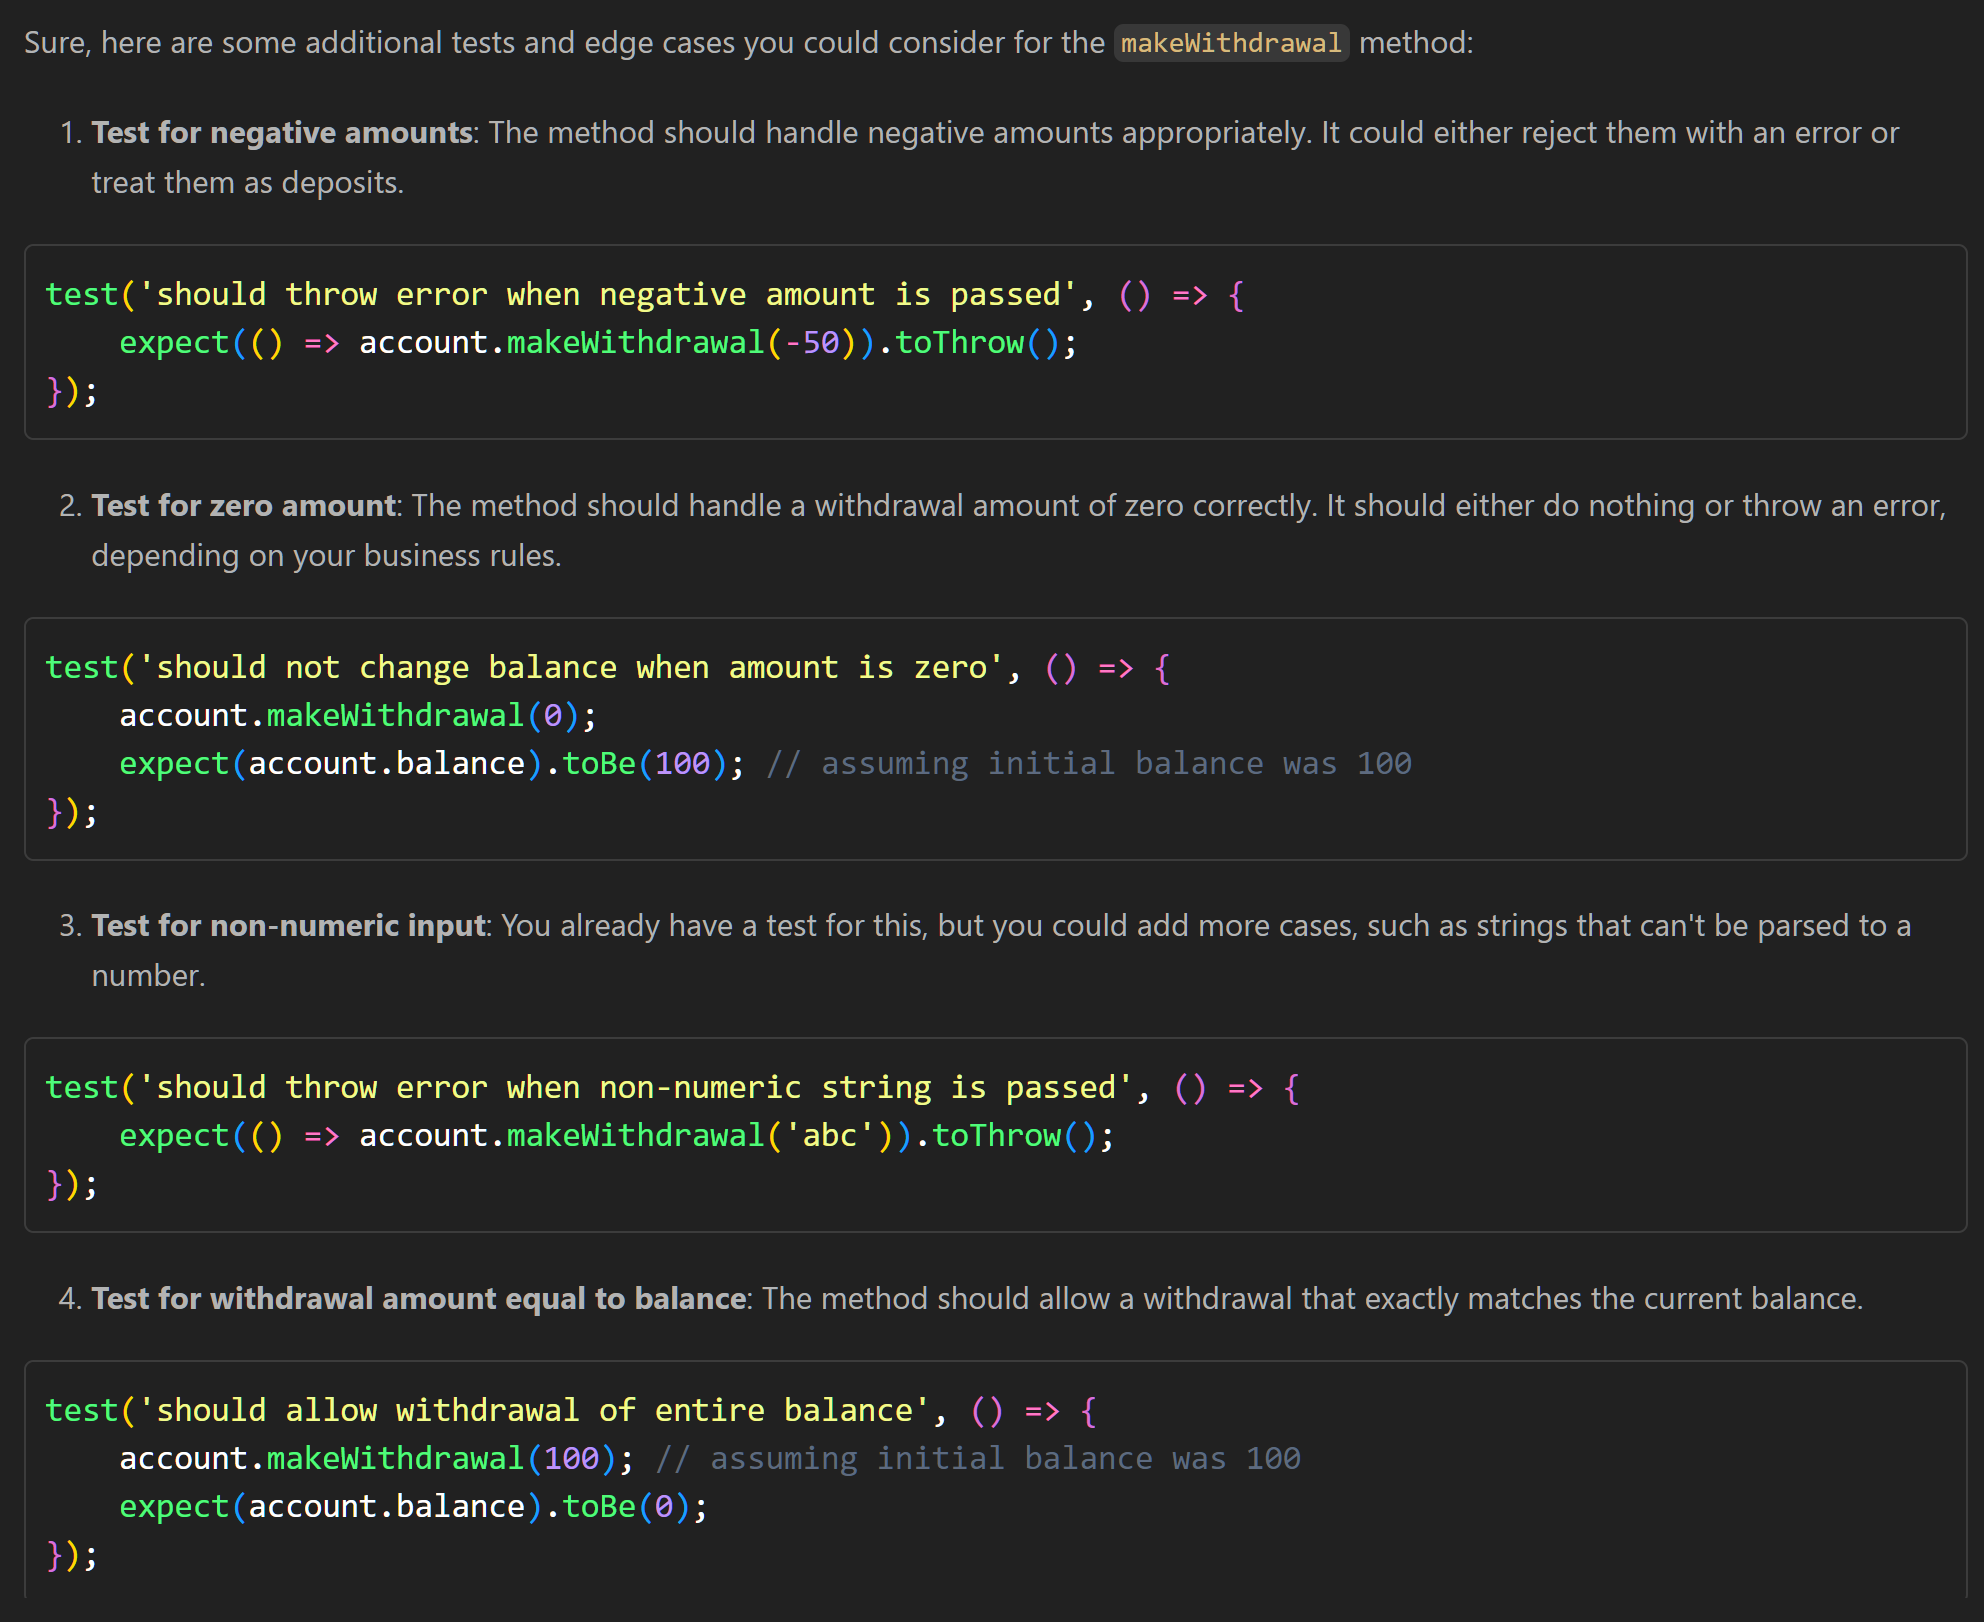 Sure, here are some additional tests and edge cases you could consider for the makeWithdrawal method:
1. Test for negative amounts: The method should handle negative amounts appropriately. It could either reject them with an error or
treat them as deposits.
test('should throw error when negative amount is passed', () => {
    expect(() => account.makeWithdrawal(-50)).toThrow();
});
2. Test for zero amount: The method should handle a withdrawal amount of zero correctly. It should either do nothing or throw an error,
depending on your business rules.
test('should not change balance when amount is zero', () => {
    account.makeWithdrawal(0);
    expect(account.balance).toBe(100); // assuming initial balance was 100
});
3. Test for non-numeric input: You already have a test for this, but you could add more cases, such as strings that can't be parsed to a
number.
test('should throw error when non-numeric string is passed', () => {
    expect(() => account.makeWithdrawal('abc')).toThrow();
});
4. Test for withdrawal amount equal to balance: The method should allow a withdrawal that exactly matches the current balance.
test('should allow withdrawal of entire balance', () => {
    account.makeWithdrawal(100); // assuming initial balance was 100
    expect(account.balance).toBe(0);
});